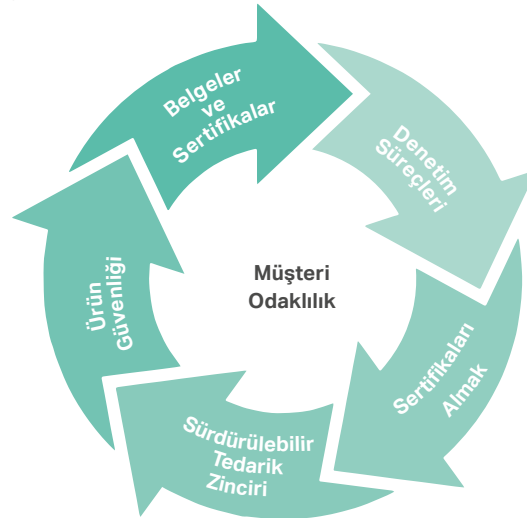 Belgeler
ve
Sertifikalar
Denetim
Süreçleri
Sertifikaları
Almak
Sürdürülebilir
Tedarik
Zinciri
Ürün
Güvenliği
Müşteri
Odaklılık